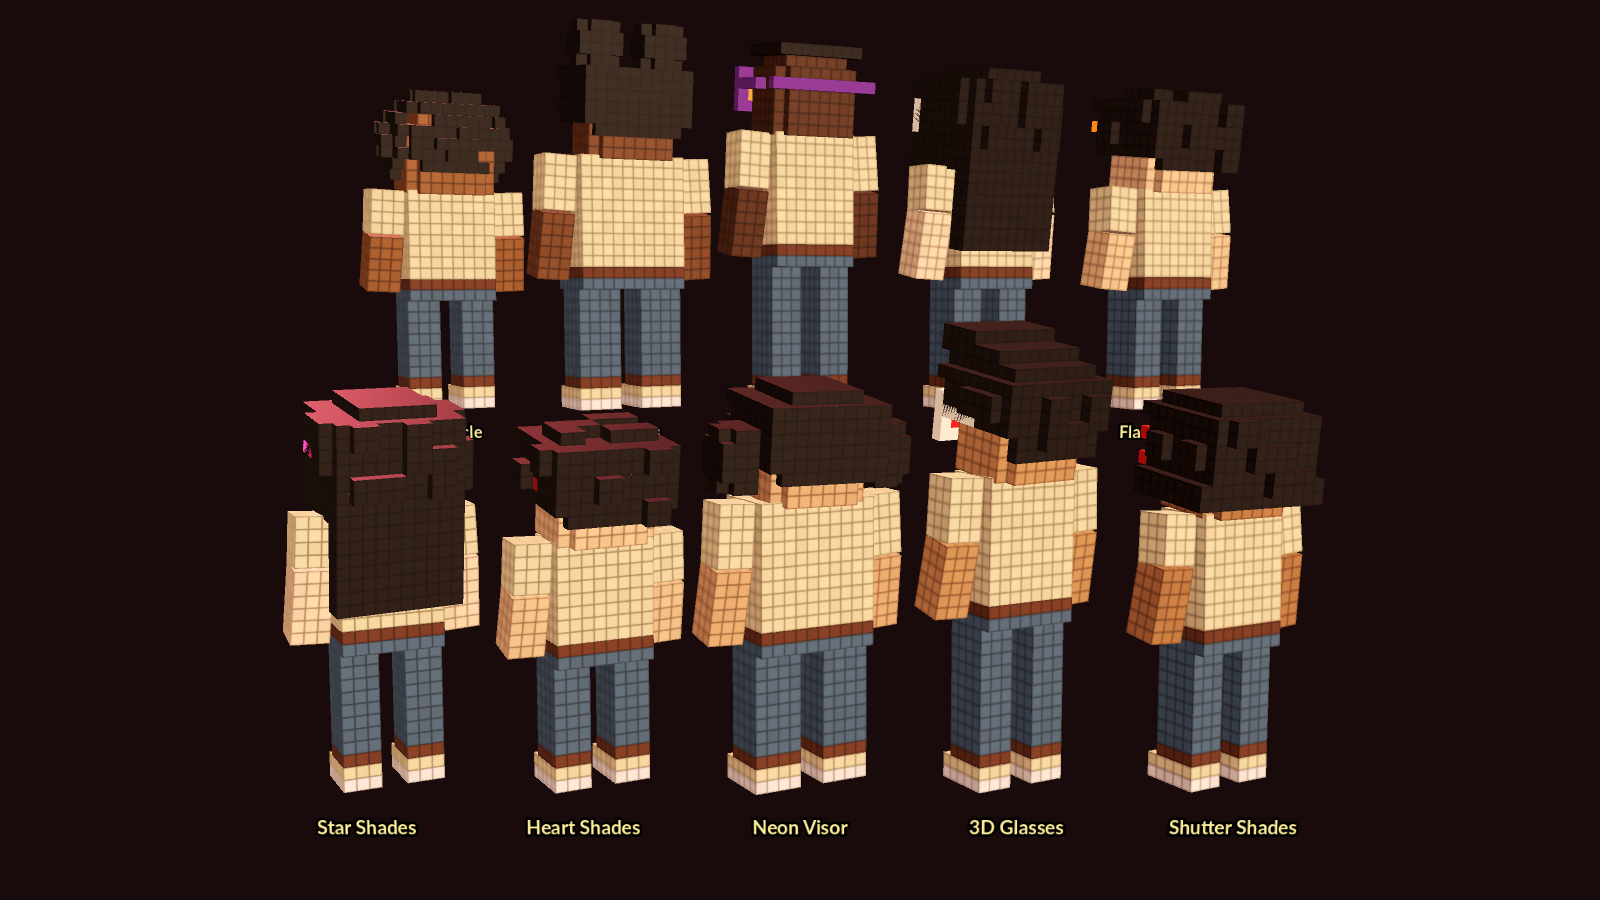 Star Shades
Heart Shades
Neon Visor
3D Glasses
Shutter Shades